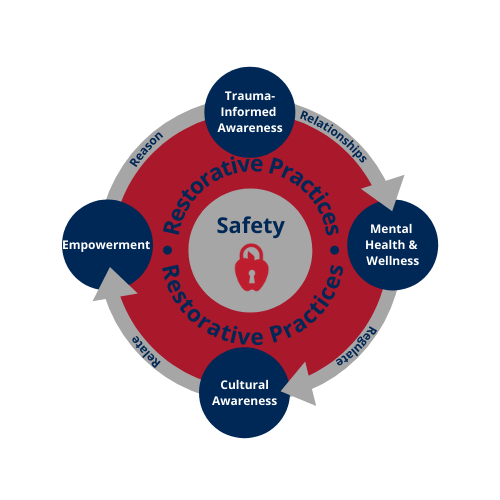 Trauma-
Informed
Awareness
Relationships
Reason
Restorative Practices
Safety
Mental
Health &
Wellness
Empowerment
Restorative Practices
Regulate
Relate
Cultural
Awareness